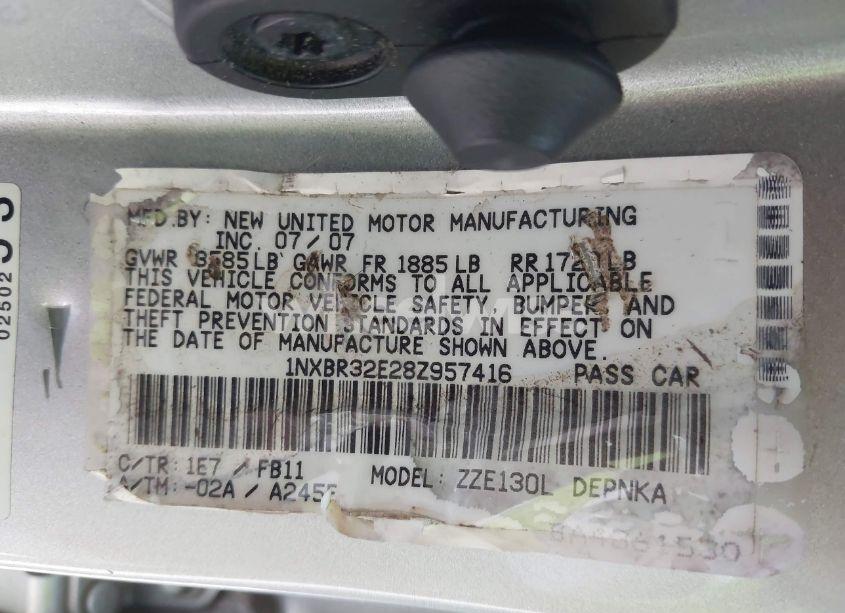 MFD.BY: NEW UNITED MOTOR MANUFACTURING
INC. 07/07
GVWR 3585LB GAWR FR 1885LB RR
THIS VEHICLE CONFORMS TO ALL APPLICABLE
FEDERAL MOTOR VEHICLE SAFETY, BUMPER, AND
THEFT PREVENTION STANDARDS IN EFFECT ON
THE DATE OF MANUFACTURE SHOWN ABOVE.
1NXBR32E28Z957416 PASS CAR
C/TR: 1E7 / FB11 MODEL: ZZE130L DEPNKA
A/TM: -02A / A245E
02502